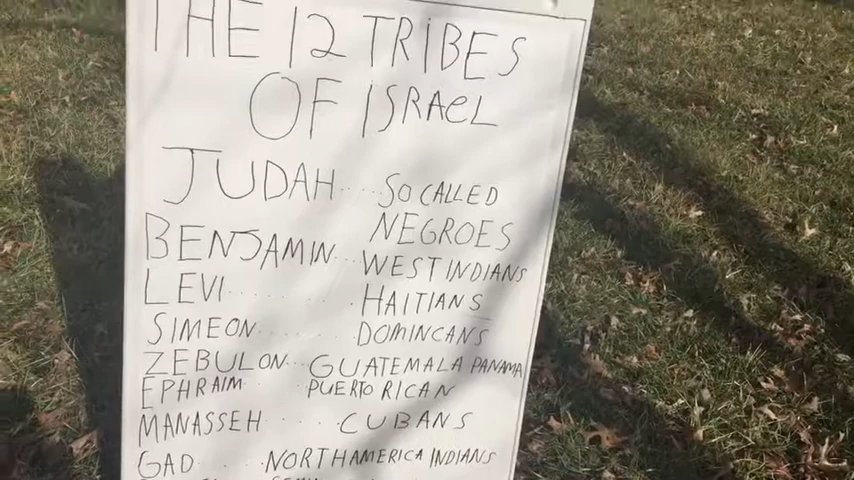 THE 12 TRIBES
OF ISRAEL
JUDAH.....SO CALLED
NEGROES
BENJAMIN...WEST INDIANS
LEVI.........HAITIANS
SIMEON.........DOMINCANS
ZEBULON...GUATEMALA PANAMA
EPHRAIM....PUERTO RICAN
MANASSEH.....CUBANS
GAD.....NORTH AMERICA INDIANS